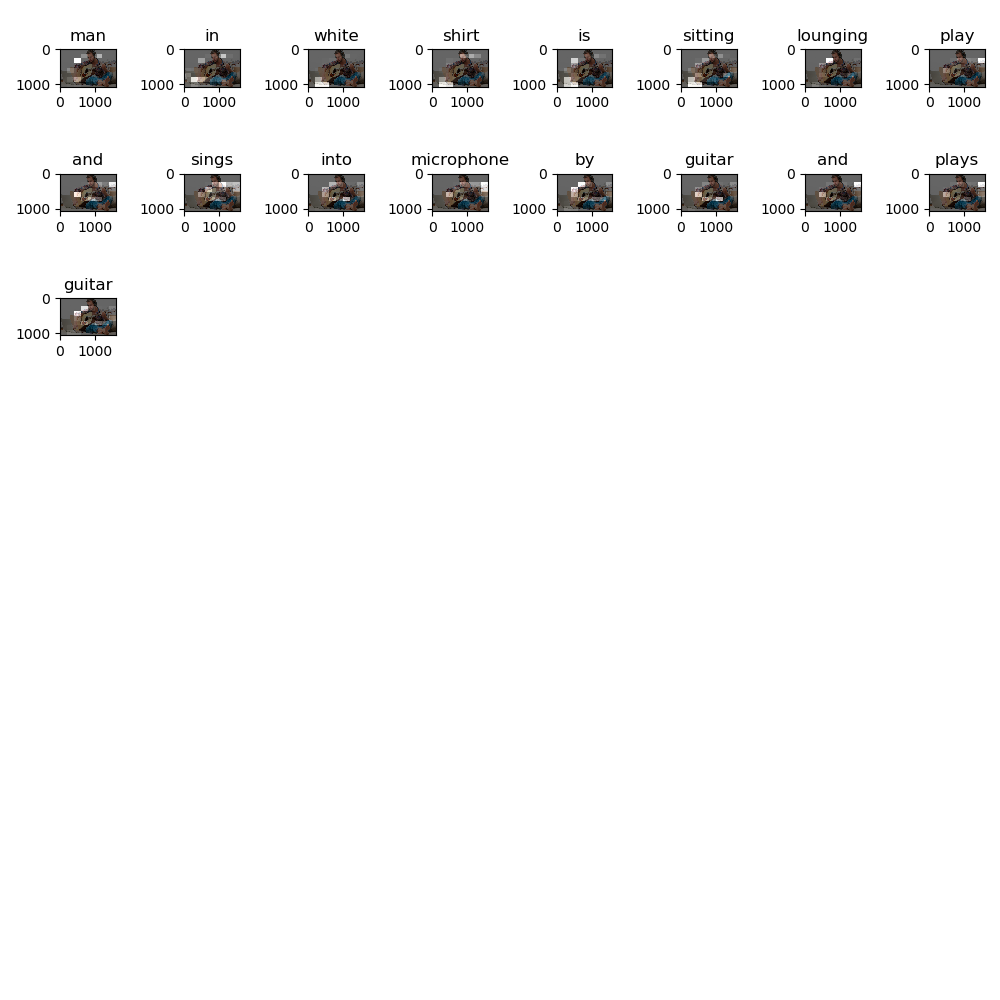 man in white shirt is sitting lounging play
0 0 0 0 0 0 0 0
1000 1000 1000 1000 1000 1000 1000 1000
0 1000 0 1000 0 1000 0 1000 0 1000 0 1000 0 1000 0 1000
and sings into microphone by guitar and plays
0 0 0 0 0 0 0 0
1000 1000 1000 1000 1000 1000 1000 1000
0 1000 0 1000 0 1000 0 1000 0 1000 0 1000 0 1000 0 1000
guitar
0
1000
0 1000